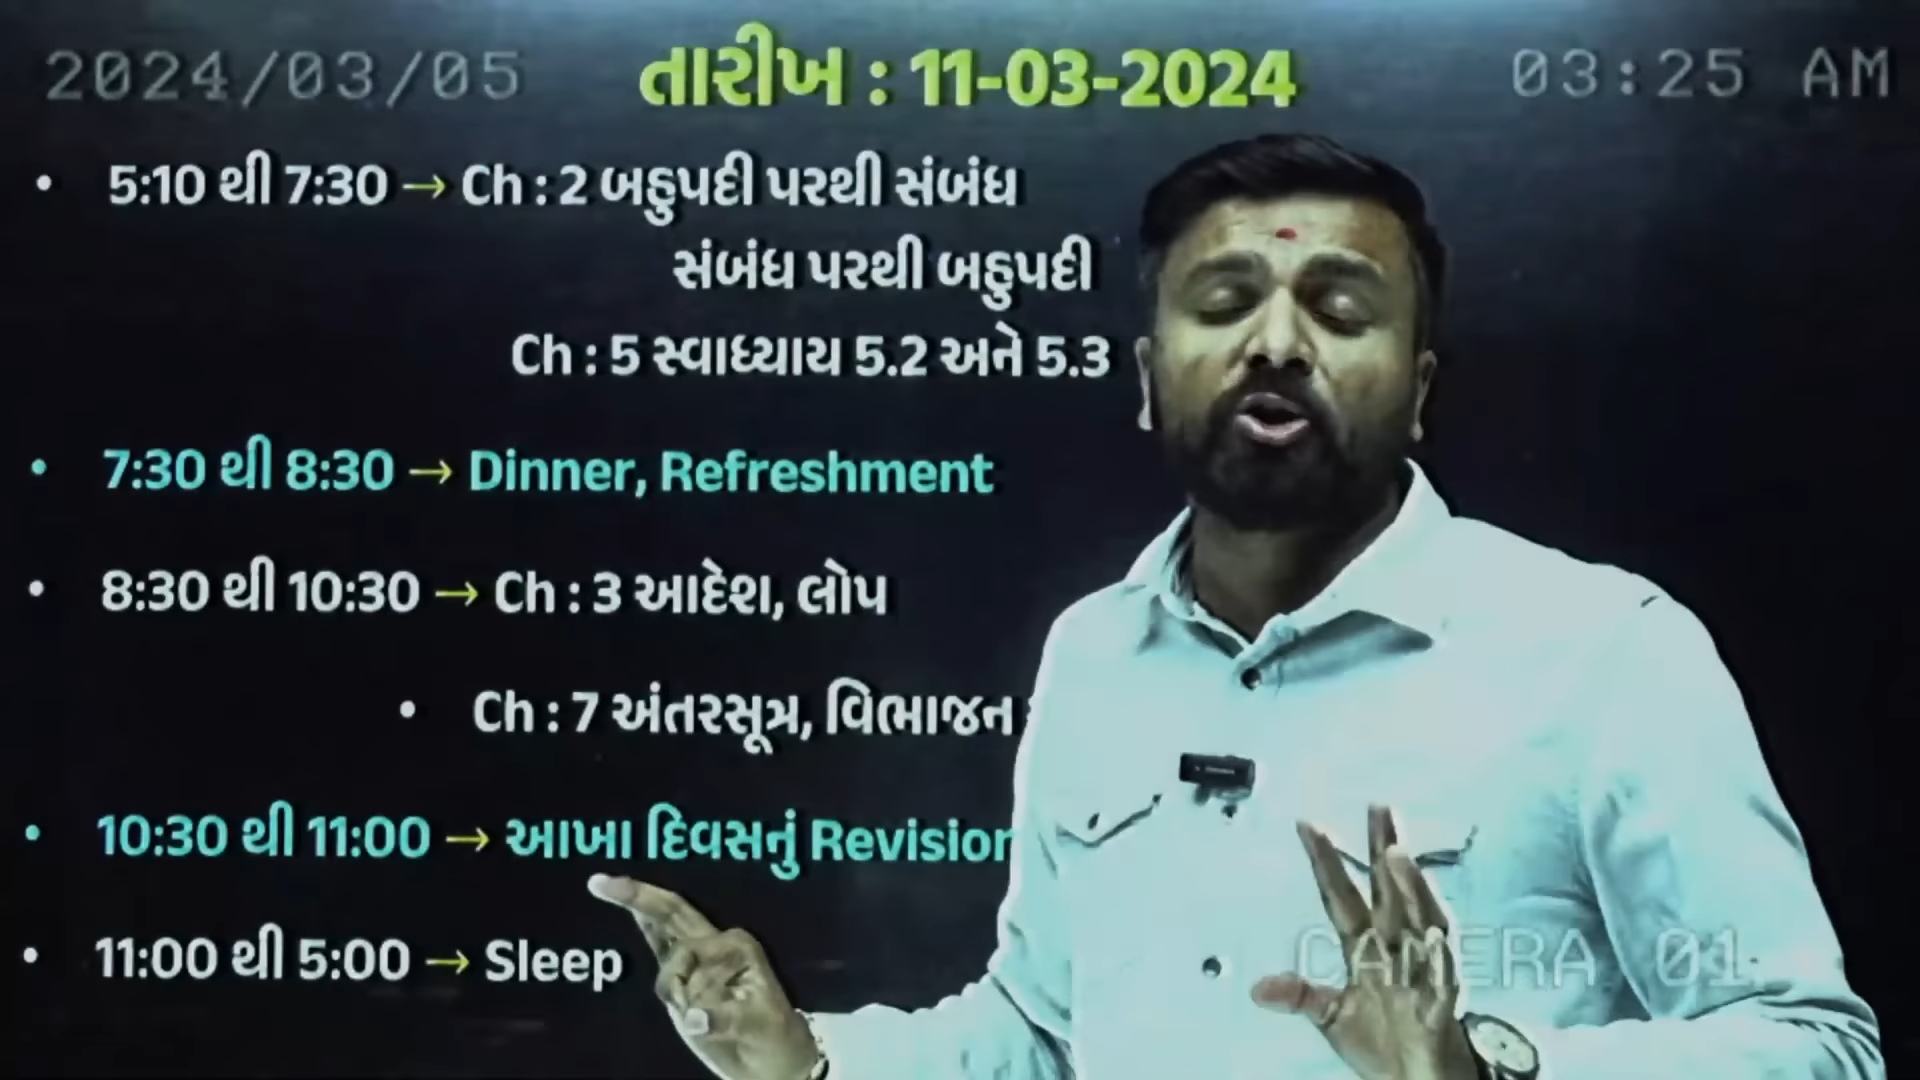 2024/03/05
તારીખ : 11-03-2024
03:25 AM
• 5:10 થી 7:30 → Ch : 2 બહુપદી પરથી સંબંધ
સંબંધ પરથી બહુપદી
Ch : 5 સ્વાધ્યાય 5.2 અને 5.3
• 7:30 થી 8:30 → Dinner, Refreshment
• 8:30 થી 10:30 → Ch : 3 આદેશ, લોપ
• Ch : 7 અંતરસૂત્ર, વિભાજન
• 10:30 થી 11:00 → આખા દિવસનું Revision
• 11:00 થી 5:00 → Sleep
CAMERA 01